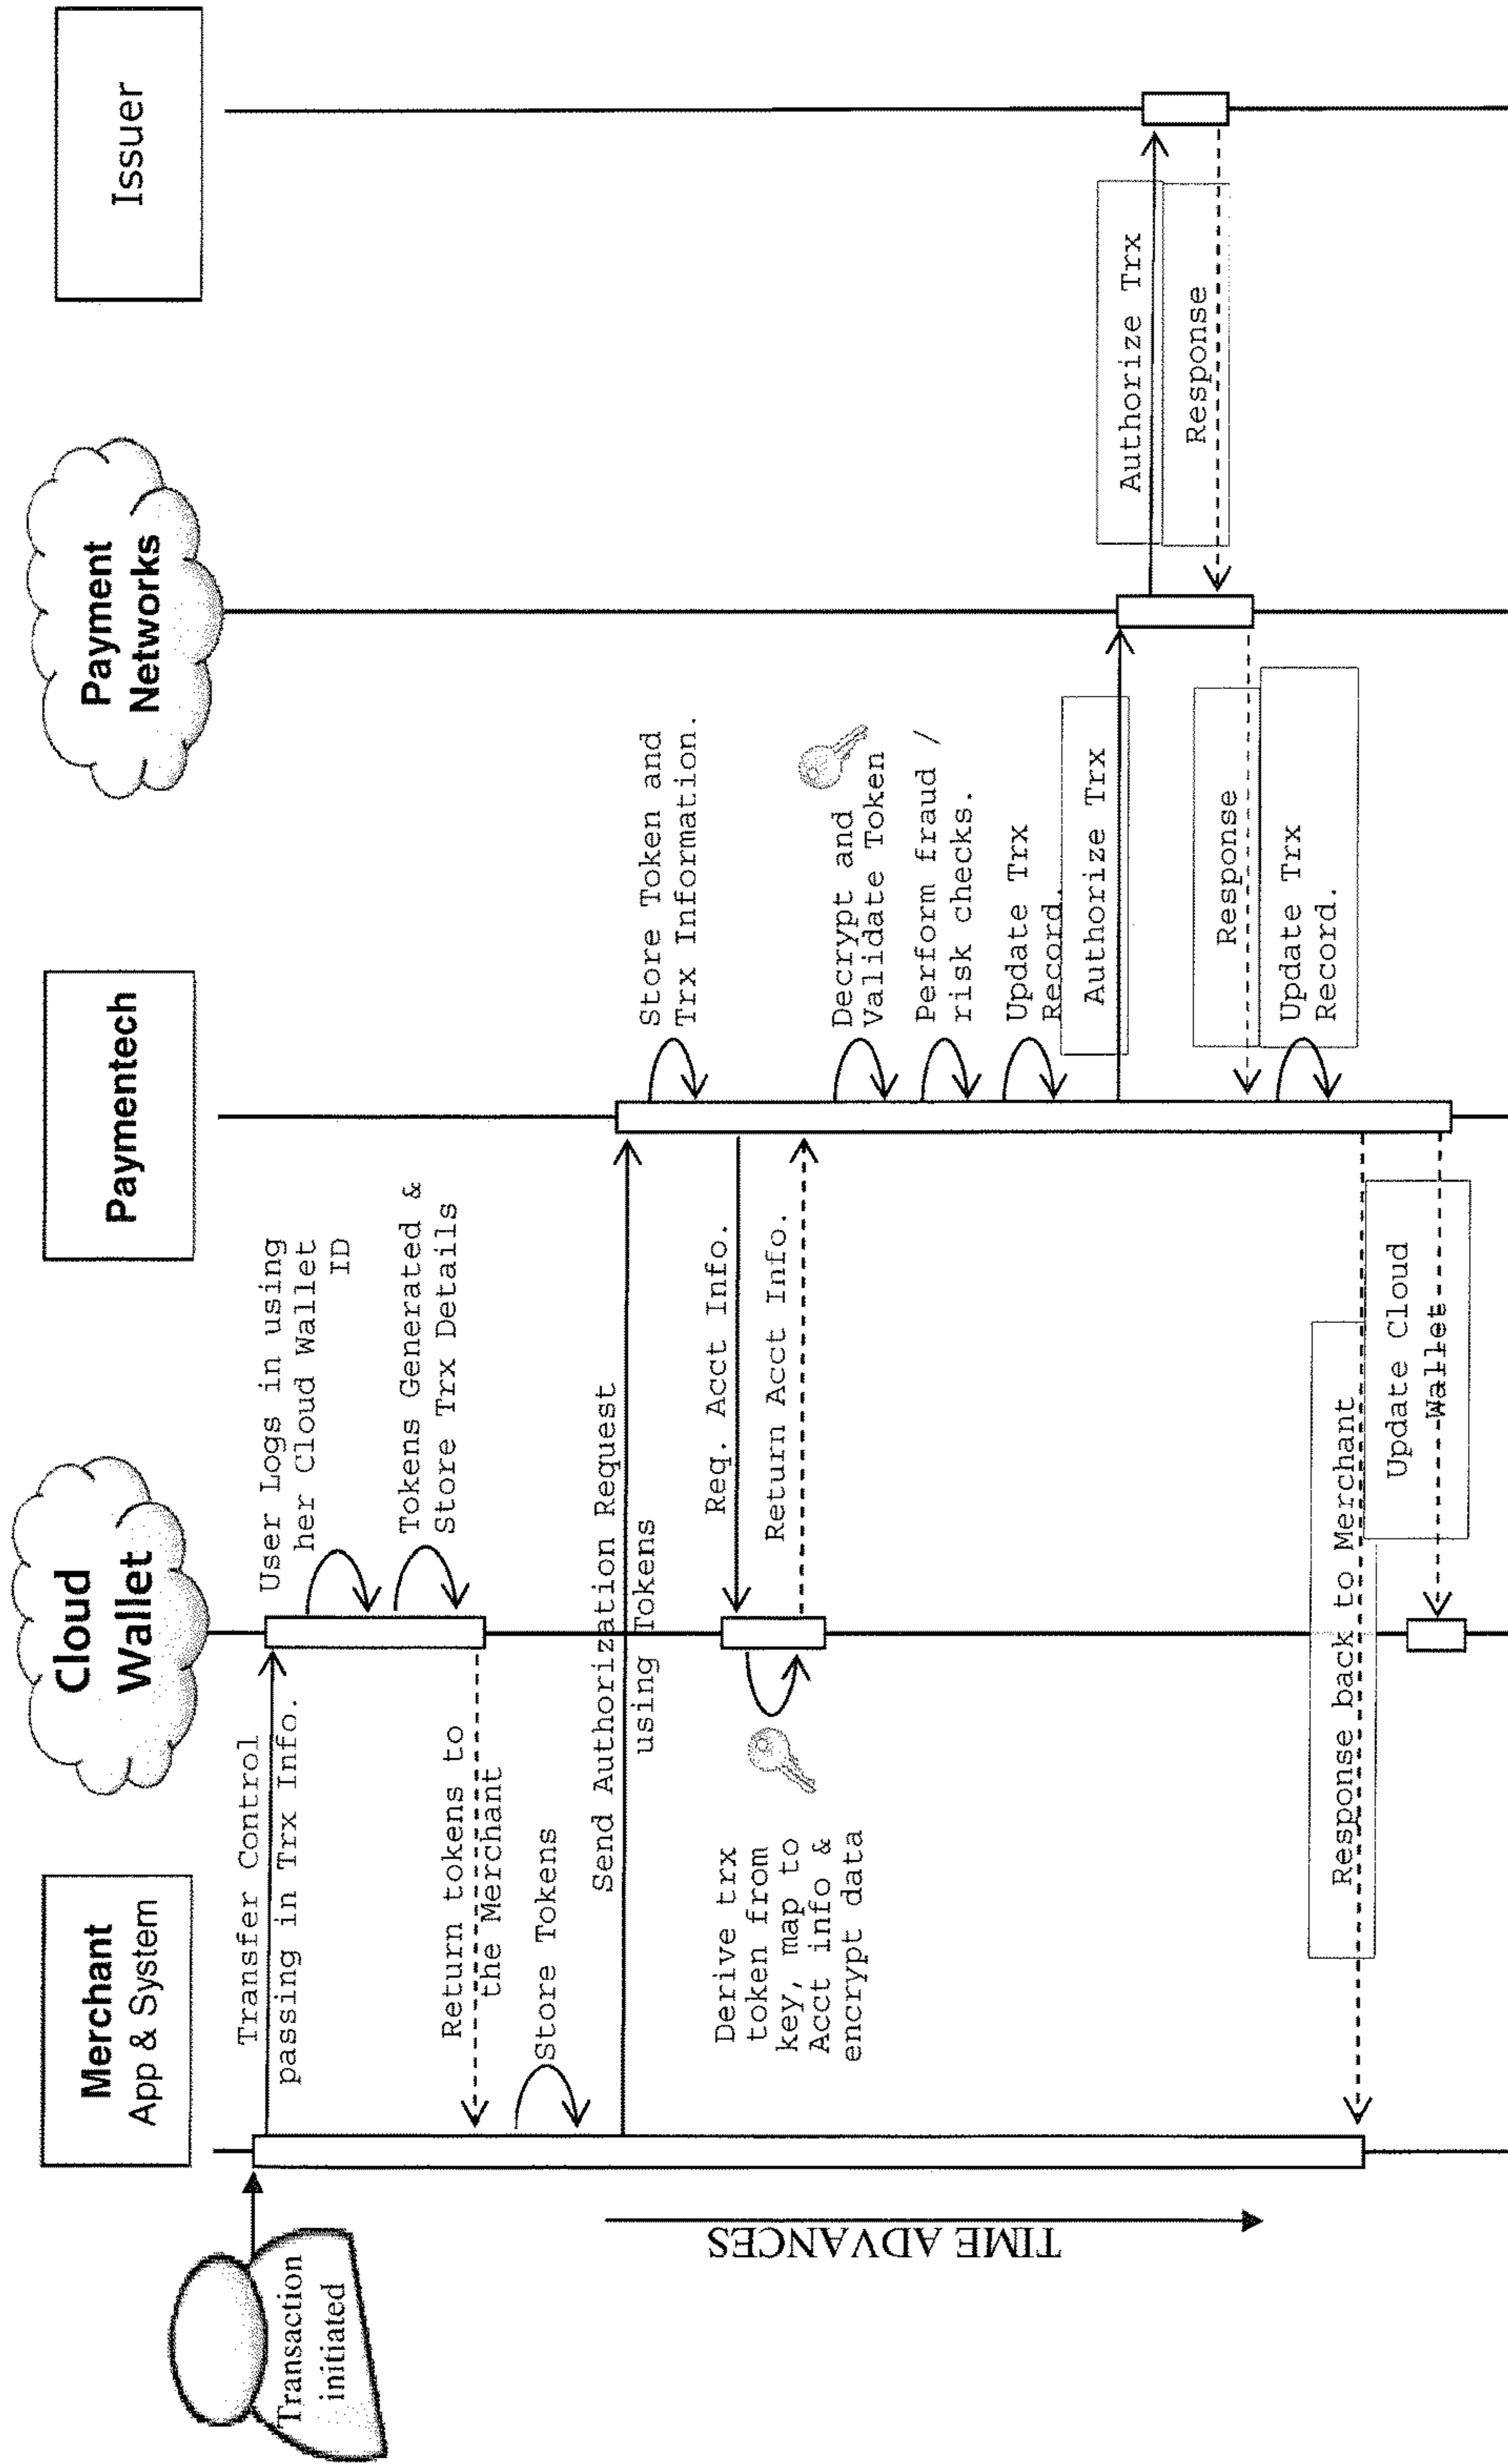 Merchant
App & System
Cloud
Wallet
Paymentech
Payment
Networks
Issuer
Transaction
initiated
Transfer Control
passing in Trx Info.
User Logs in using
her Cloud Wallet
ID
Tokens Generated &
Store Trx Details
Return tokens to
the Merchant
Store Tokens
Send Authorization Request
using Tokens
Store Token and
Trx Information.
Req. Acct Info.
Derive trx
token from
key, map to
Acct info &
encrypt data
Return Acct Info.
Decrypt and
Validate Token
Perform fraud /
risk checks.
Update Trx
Record.
Authorize Trx
Authorize Trx
Response
Response
Update Trx
Record.
Response back to Merchant
Update Cloud
Wallet
TIME ADVANCES